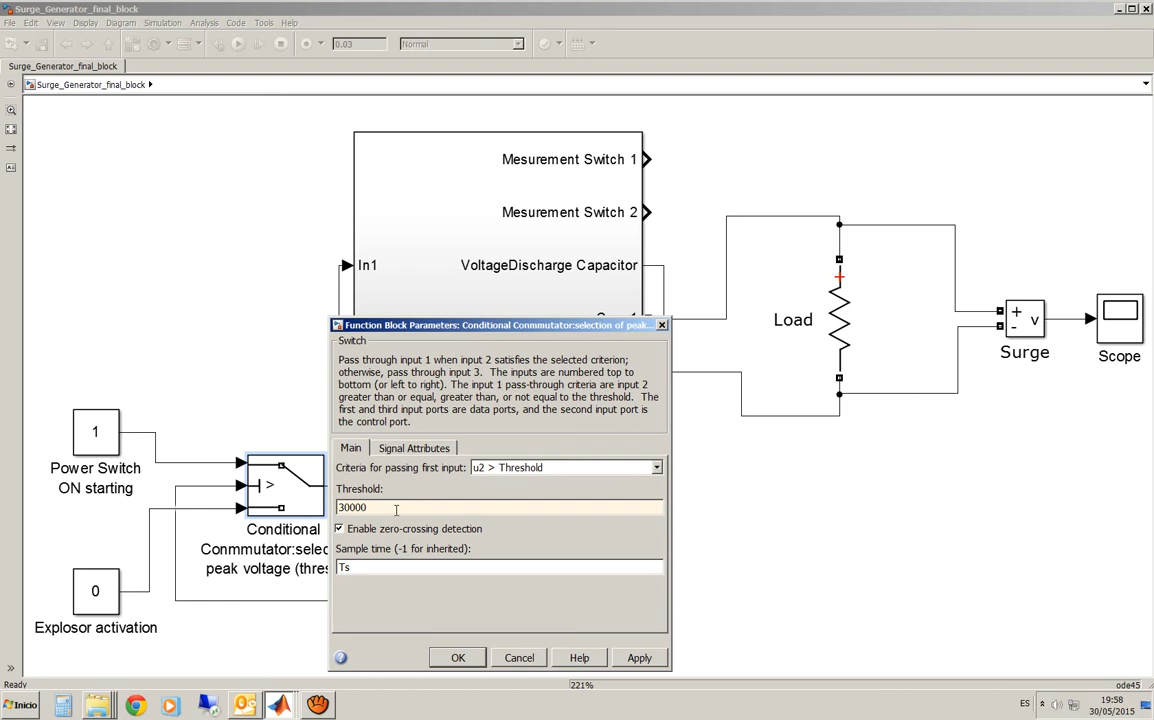 Surge_Generator_final_block
File Edit View Display Diagram Simulation Analysis Code Tools Help
0.03 Normal
Surge_Generator_final_block
Surge_Generator_final_block
Mesurement Switch 1
Mesurement Switch 2
In1 VoltageDischarge Capacitor
Load
+
-
v
Surge
Scope
Function Block Parameters: Conditional Conmmutator:selection of peak...
Switch
Pass through input 1 when input 2 satisfies the selected criterion;
otherwise, pass through input 3. The inputs are numbered top to
bottom (or left to right). The input 1 pass-through criteria are input 2
greater than or equal, greater than, or not equal to the threshold. The
first and third input ports are data ports, and the second input port is
the control port.
Main Signal Attributes
Criteria for passing first input: u2 > Threshold
Threshold:
30000
Enable zero-crossing detection
Sample time (-1 for inherited):
Ts
OK Cancel Help Apply
1
Power Switch
ON starting
>
Conditional
Conmmutator:selec
peak voltage (thres
0
Explosor activation
Ready 221% ode45
Inicio ES 19:58
30/05/2015